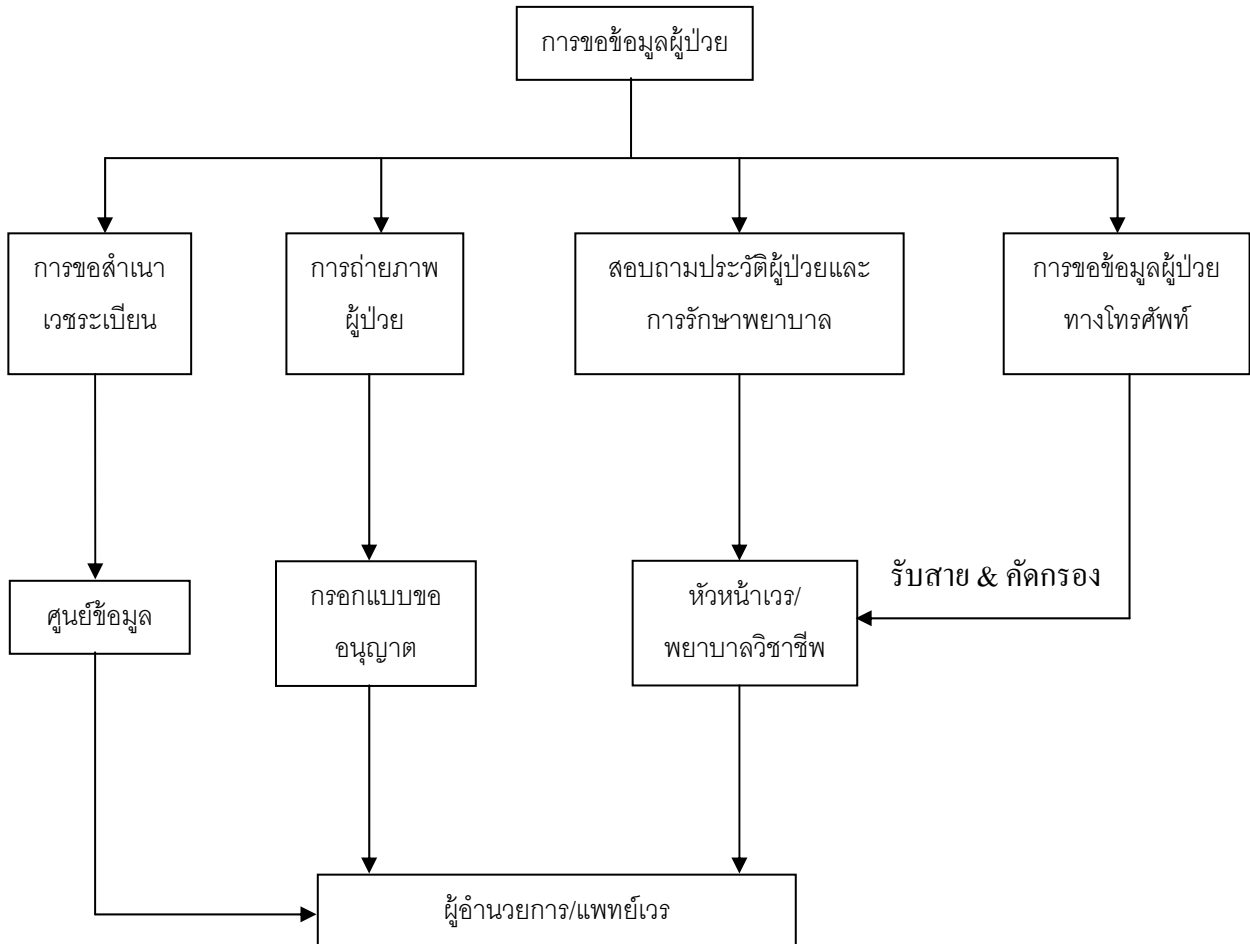 การขอข้อมูลผู้ป่วย
การขอสำเนา
เวชระเบียน
การถ่ายภาพ
ผู้ป่วย
สอบถามประวัติผู้ป่วยและ
การรักษาพยาบาล
การขอข้อมูลผู้ป่วย
ทางโทรศัพท์
ศูนย์ข้อมูล
กรอกแบบขอ
อนุญาต
หัวหน้าเวร/
พยาบาลวิชาชีพ
รับสาย & คัดกรอง
ผู้อำนวยการ/แพทย์เวร